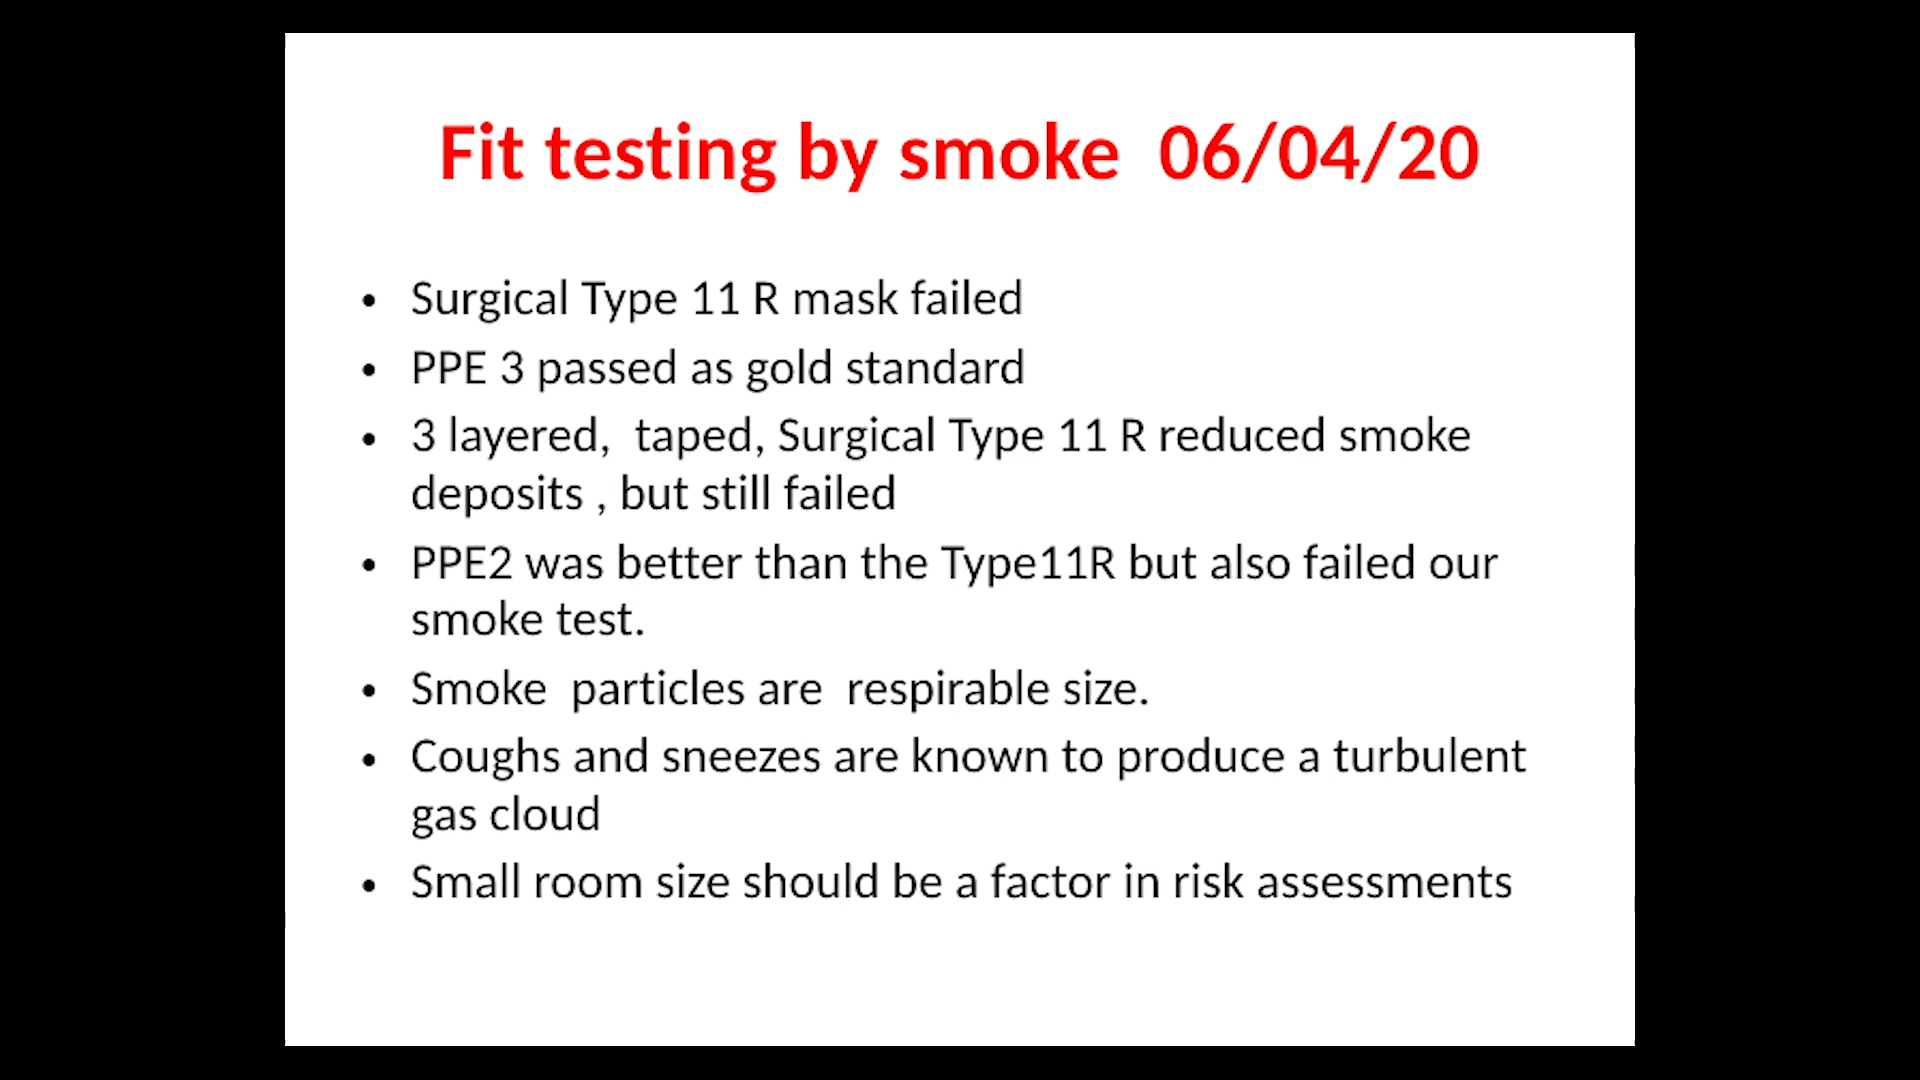 Fit testing by smoke  06/04/20
• Surgical Type 11 R mask failed
• PPE 3 passed as gold standard
• 3 layered,  taped, Surgical Type 11 R reduced smoke
deposits , but still failed
• PPE2 was better than the Type11R but also failed our
smoke test.
• Smoke  particles are  respirable size.
• Coughs and sneezes are known to produce a turbulent
gas cloud
• Small room size should be a factor in risk assessments